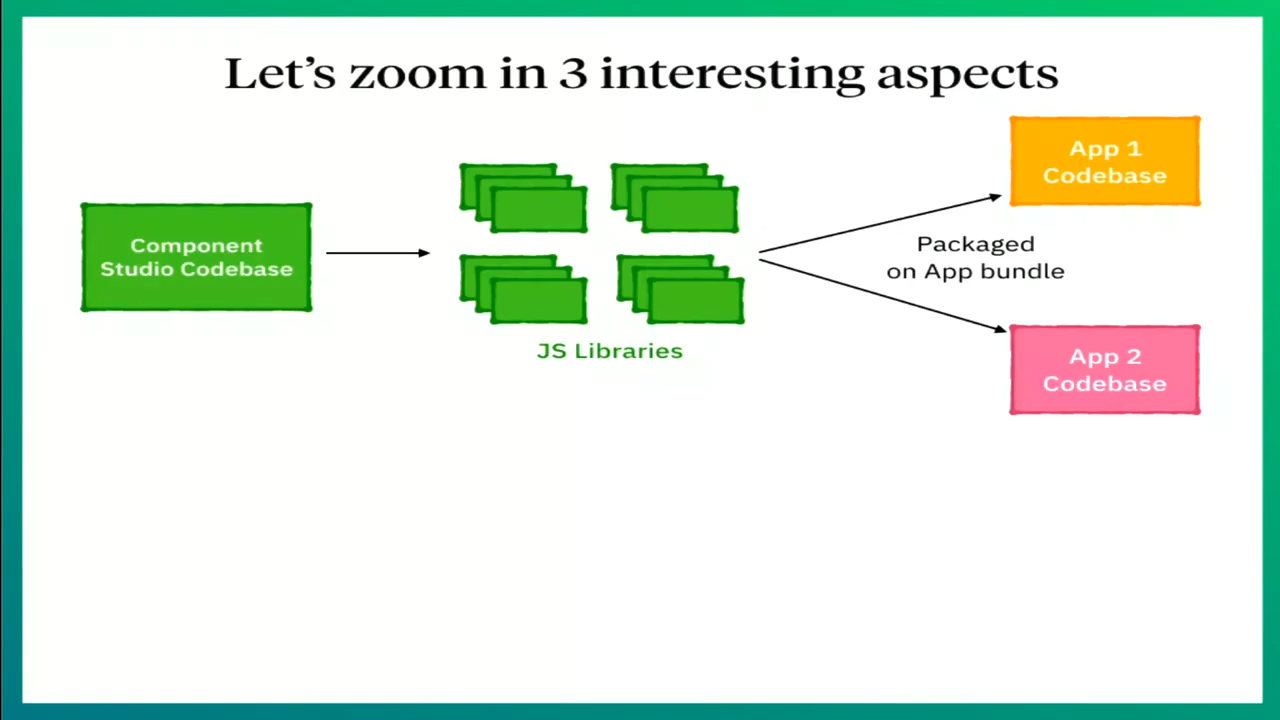 Let's zoom in 3 interesting aspects
Component
Studio Codebase
JS Libraries
Packaged
on App bundle
App 1
Codebase
App 2
Codebase